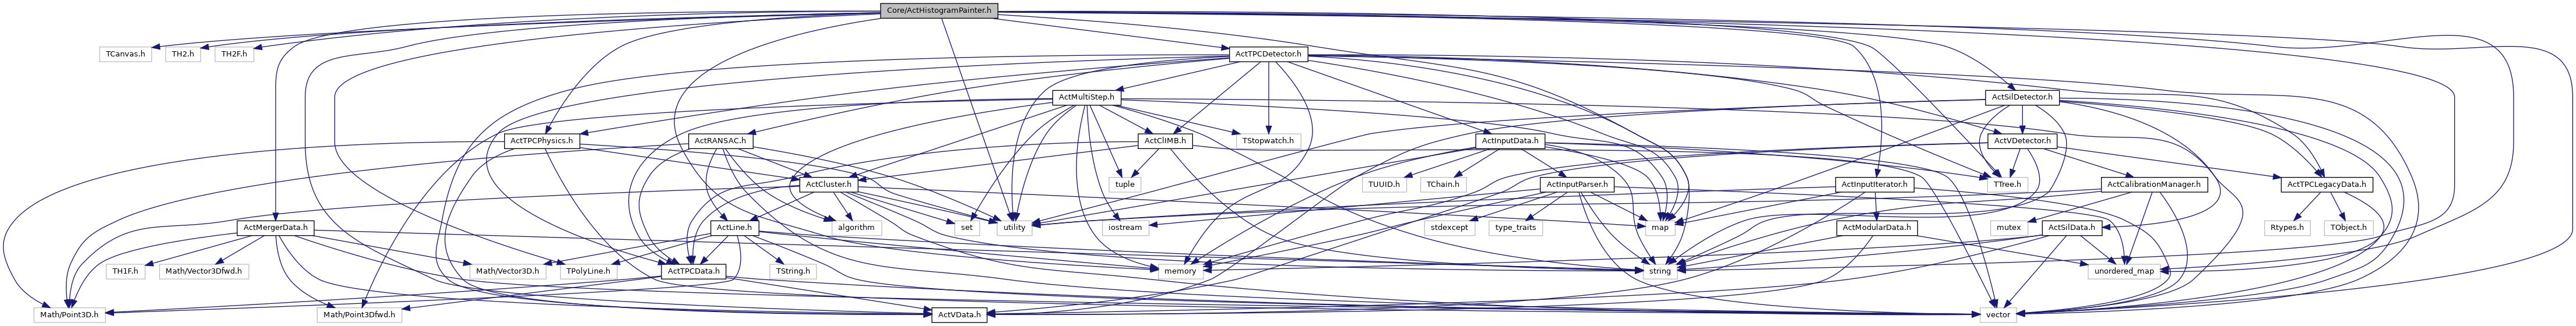 Core/ActHistogramPainter.h
TCanvas.h
TH2.h
TH2F.h
ActTPCDetector.h
ActMultiStep.h
ActSilDetector.h
ActTPCPhysics.h
ActRANSAC.h
ActClIMB.h
TStopwatch.h
ActInputData.h
ActVDetector.h
ActCluster.h
tuple
TUUID.h
TChain.h
ActInputParser.h
ActInputIterator.h
TTree.h
ActCalibrationManager.h
ActTPCLegacyData.h
ActMergerData.h
ActLine.h
algorithm
set
utility
iostream
stdexcept
type_traits
map
ActModularData.h
mutex
ActSilData.h
Rtypes.h
TObject.h
TH1F.h
Math/Vector3Dfwd.h
Math/Vector3D.h
TPolyLine.h
ActTPCData.h
TString.h
memory
string
unordered_map
Math/Point3D.h
Math/Point3Dfwd.h
ActVData.h
vector